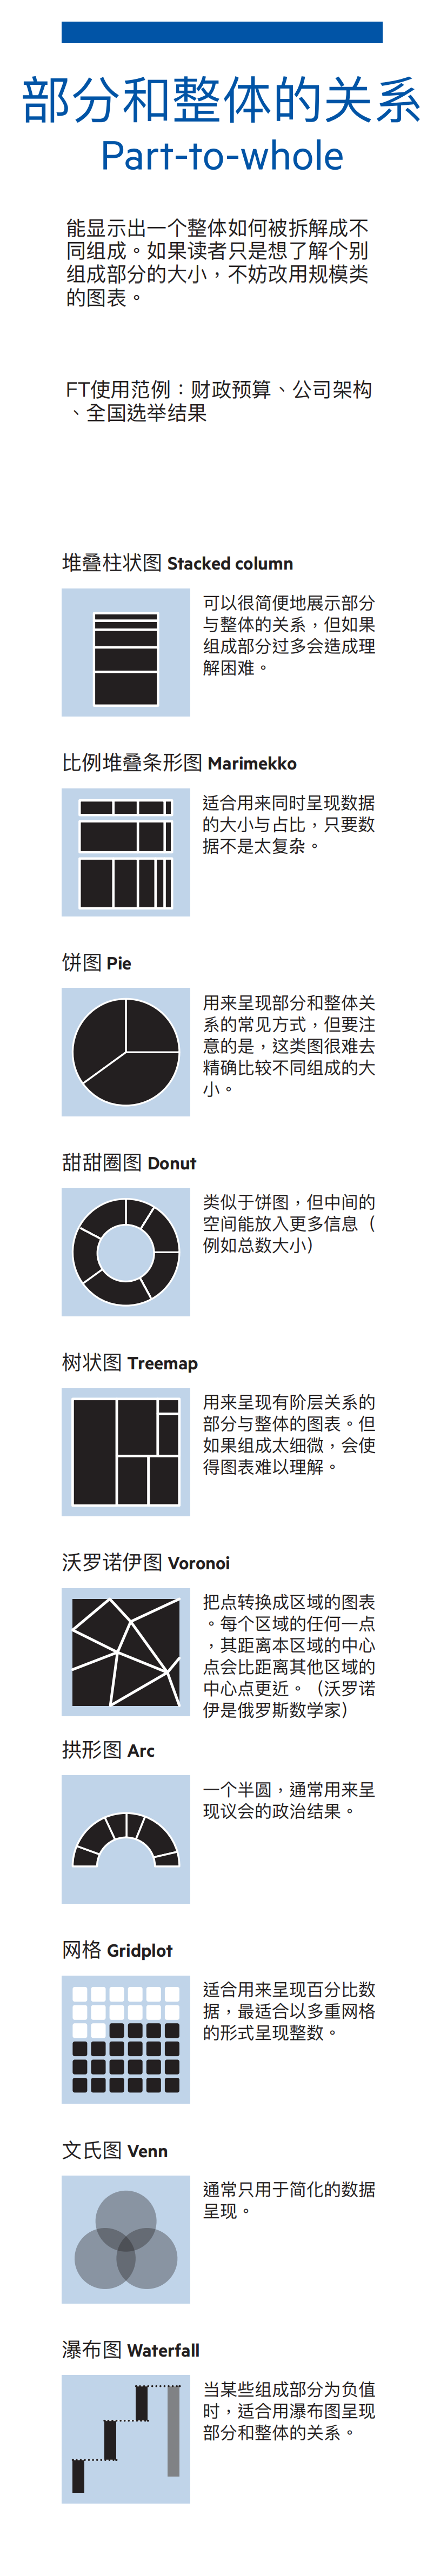 部分和整体的关系
Part-to-whole
能显示出一个整体如何被拆解成不
同组成。如果读者只是想了解个别
组成部分的大小，不妨改用规模类
的图表。
FT使用范例：财政预算、公司架构
、全国选举结果
堆叠柱状图 Stacked column
可以很简便地展示部分
与整体的关系，但如果
组成部分过多会造成理
解困难。
比例堆叠条形图 Marimekko
适合用来同时呈现数据
的大小与占比，只要数
据不是太复杂。
饼图 Pie
用来呈现部分和整体关
系的常见方式，但要注
意的是，这类图很难去
精确比较不同组成的大
小。
甜甜圈图 Donut
类似于饼图，但中间的
空间能放入更多信息（
例如总数大小）
树状图 Treemap
用来呈现有阶层关系的
部分与整体的图表。但
如果组成太细微，会使
得图表难以理解。
沃罗诺伊图 Voronoi
把点转换成区域的图表
。每个区域的任何一点
，其距离本区域的中心
点会比距离其他区域的
中心点更近。（沃罗诺
伊是俄罗斯数学家）
拱形图 Arc
一个半圆，通常用来呈
现议会的政治结果。
网格 Gridplot
适合用来呈现百分比数
据，最适合以多重网格
的形式呈现整数。
文氏图 Venn
通常只用于简化的数据
呈现。
瀑布图 Waterfall
当某些组成部分为负值
时，适合用瀑布图呈现
部分和整体的关系。